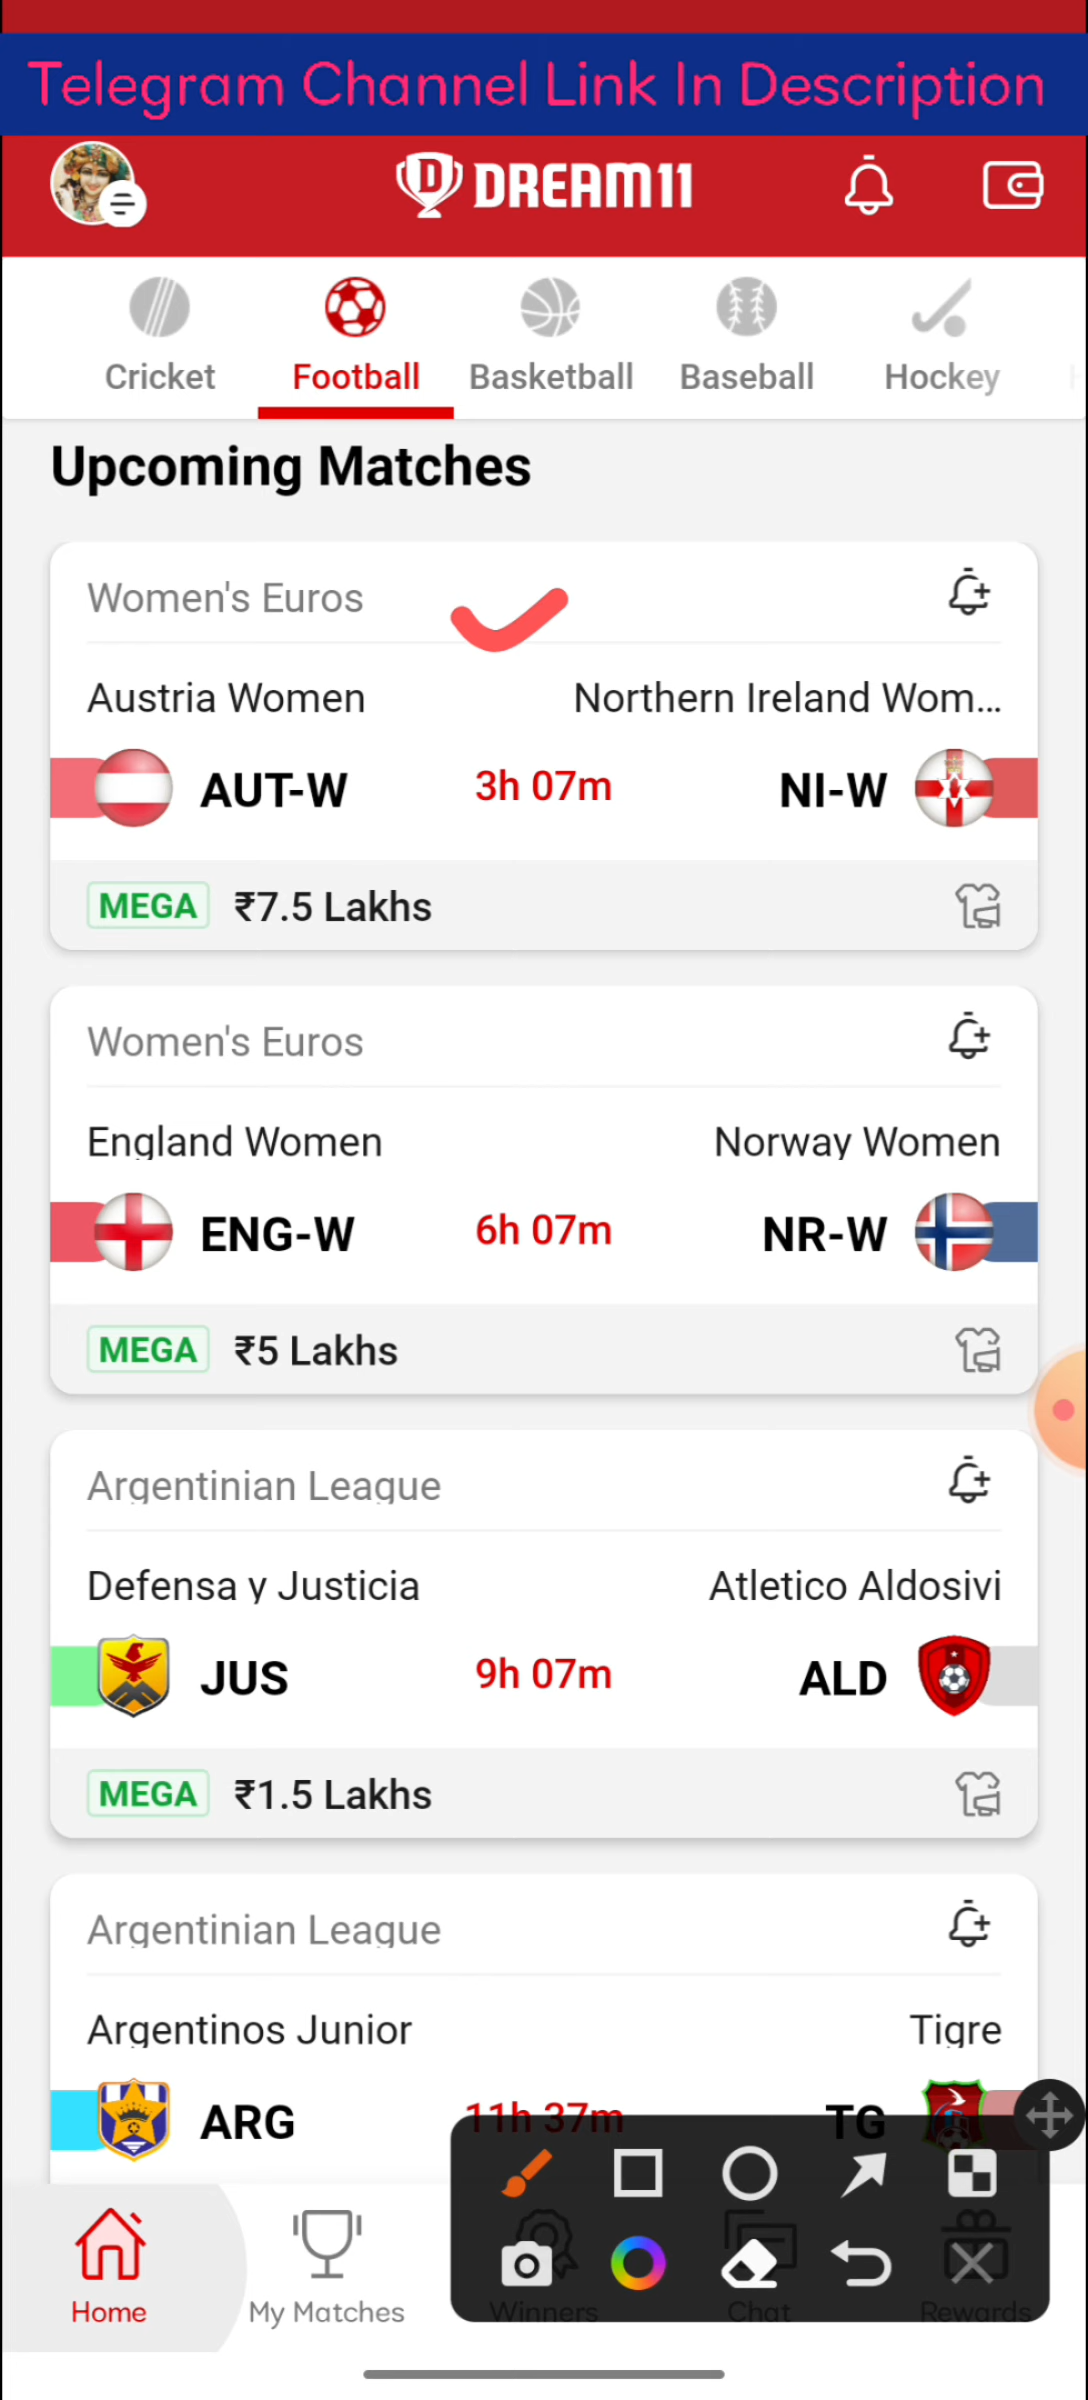 Telegram Channel Link In Description
DREAM11
Cricket Football Basketball Baseball Hockey
Upcoming Matches
Women's Euros
Austria Women Northern Ireland Wom...
AUT-W 3h 07m NI-W
MEGA ₹7.5 Lakhs
Women's Euros
England Women Norway Women
ENG-W 6h 07m NR-W
MEGA ₹5 Lakhs
Argentinian League
Defensa y Justicia Atletico Aldosivi
JUS 9h 07m ALD
MEGA ₹1.5 Lakhs
Argentinian League
Argentinos Junior Tigre
ARG 11h 37m TG
Home My Matches Winners Chat Rewards